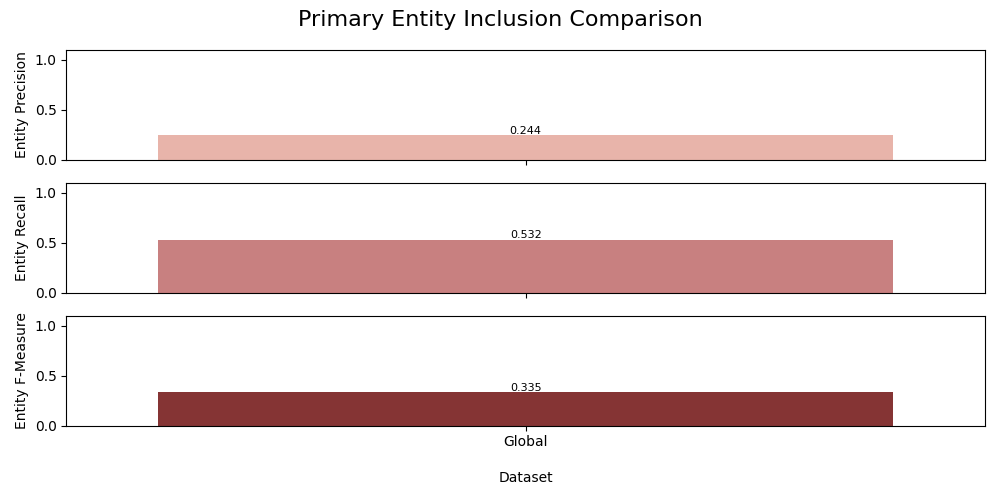 Primary Entity Inclusion Comparison
Entity Precision
1.0
0.5
0.0
0.244
Entity Recall
1.0
0.5
0.0
0.532
Entity F-Measure
1.0
0.5
0.0
0.335
Global
Dataset